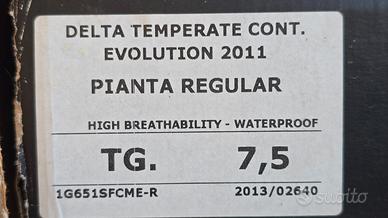 DELTA TEMPERATE CONT.
EVOLUTION 2011
PIANTA REGULAR
HIGH BREATHABILITY - WATERPROOF
TG. 7,5
1G651SFCME-R 2013/02640
subito